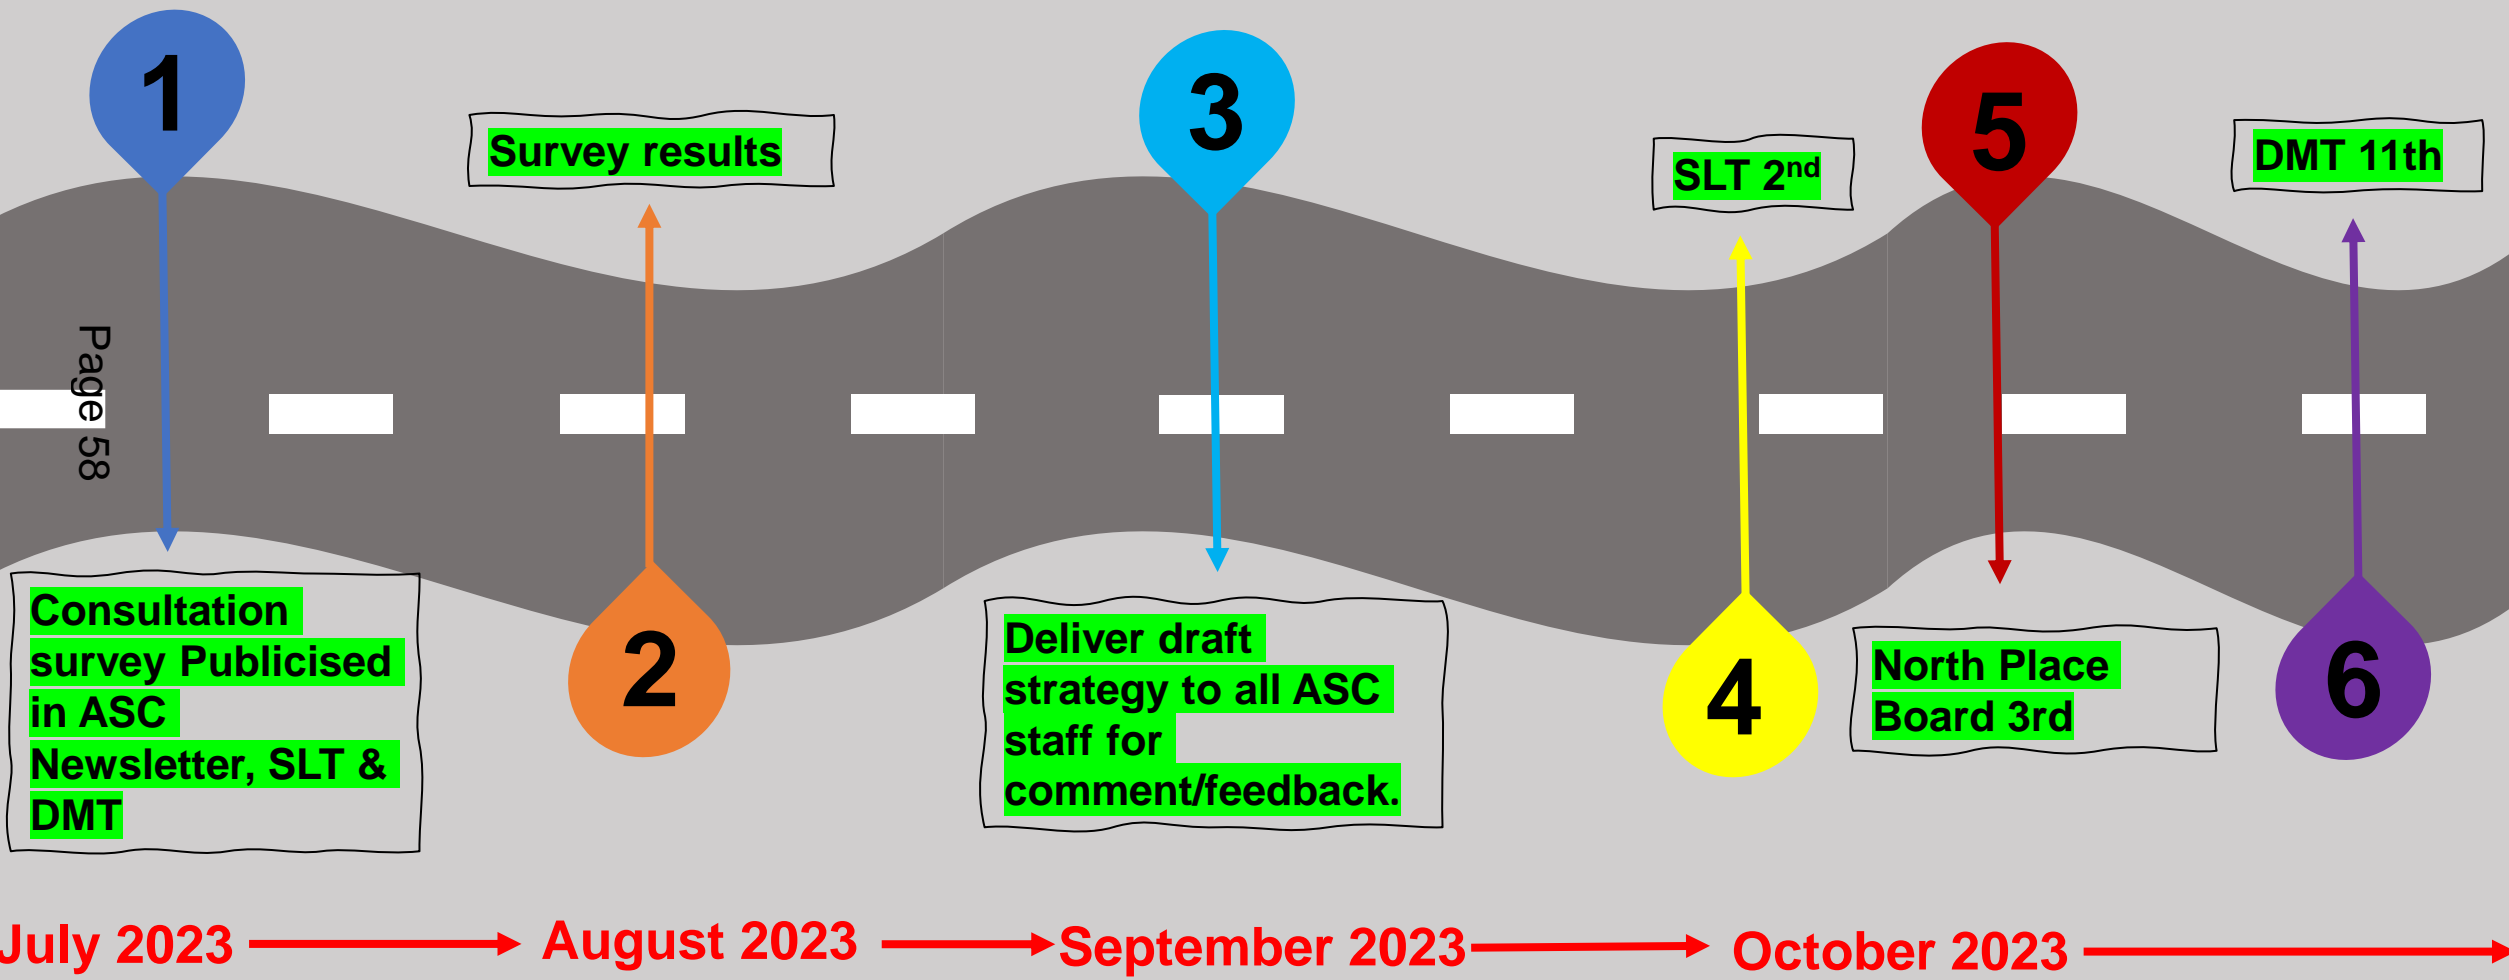 1
Consultation
survey Publicised
in ASC
Newsletter, SLT &
DMT
Survey results
2
3
Deliver draft
strategy to all ASC
staff for
comment/feedback.
SLT 2nd
4
5
North Place
Board 3rd
DMT 11th
6
Page 58
July 2023
August 2023
September 2023
October 2023